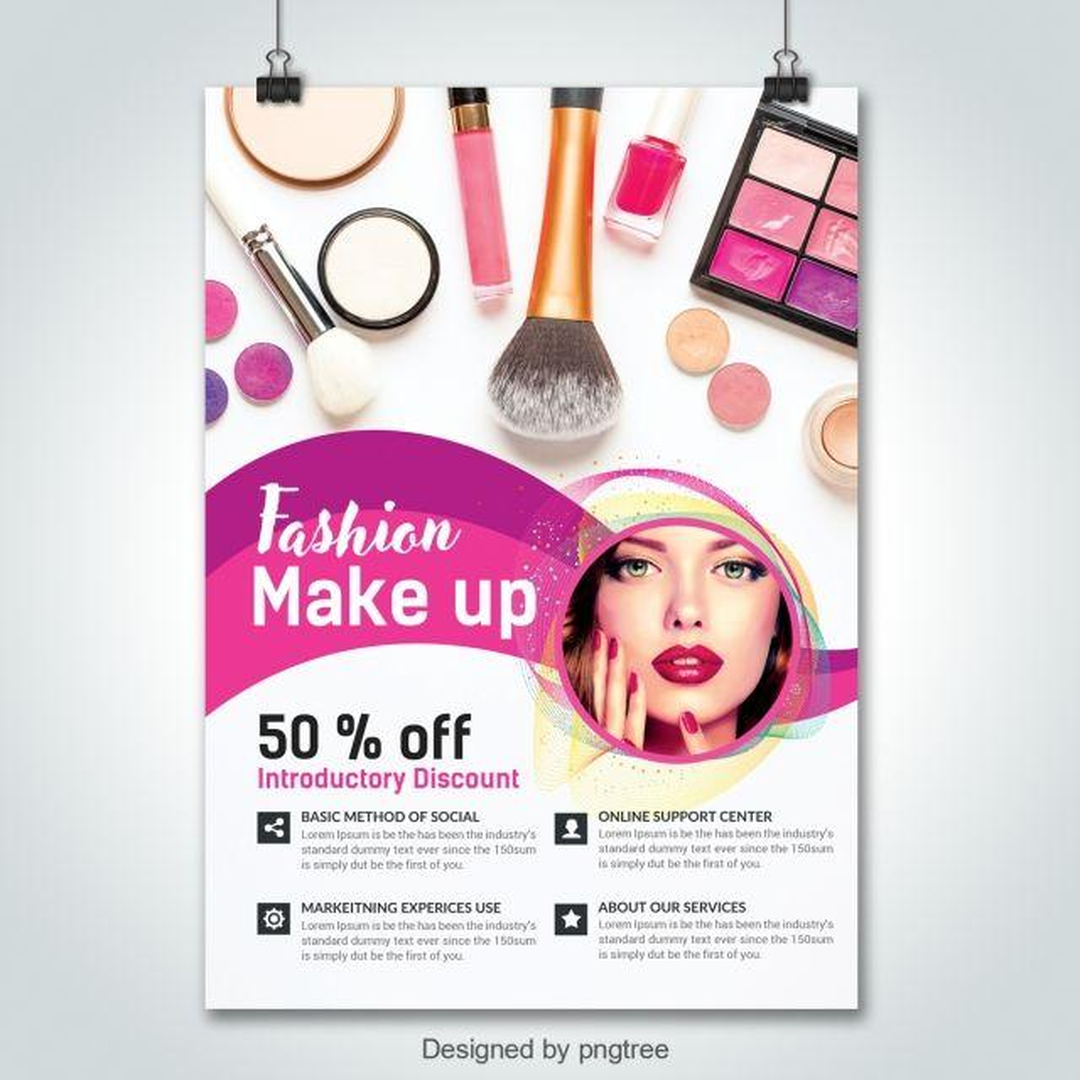 Fashion
Make up
50 % off
Introductory Discount
BASIC METHOD OF SOCIAL
Lorem Ipsum is be the has been the industry's
standard dummy text ever since the 150sum
is simply dut be the first of you.
ONLINE SUPPORT CENTER
Lorem Ipsum is be the has been the industry's
standard dummy text ever since the 150sum
is simply dut be the first of you.
MARKEITNING EXPERICES USE
Lorem Ipsum is be the has been the industry's
standard dummy text ever since the 150sum
is simply dut be the first of you.
ABOUT OUR SERVICES
Lorem Ipsum is be the has been the industry's
standard dummy text ever since the 150sum
is simply dut be the first of you.
Designed by pngtree